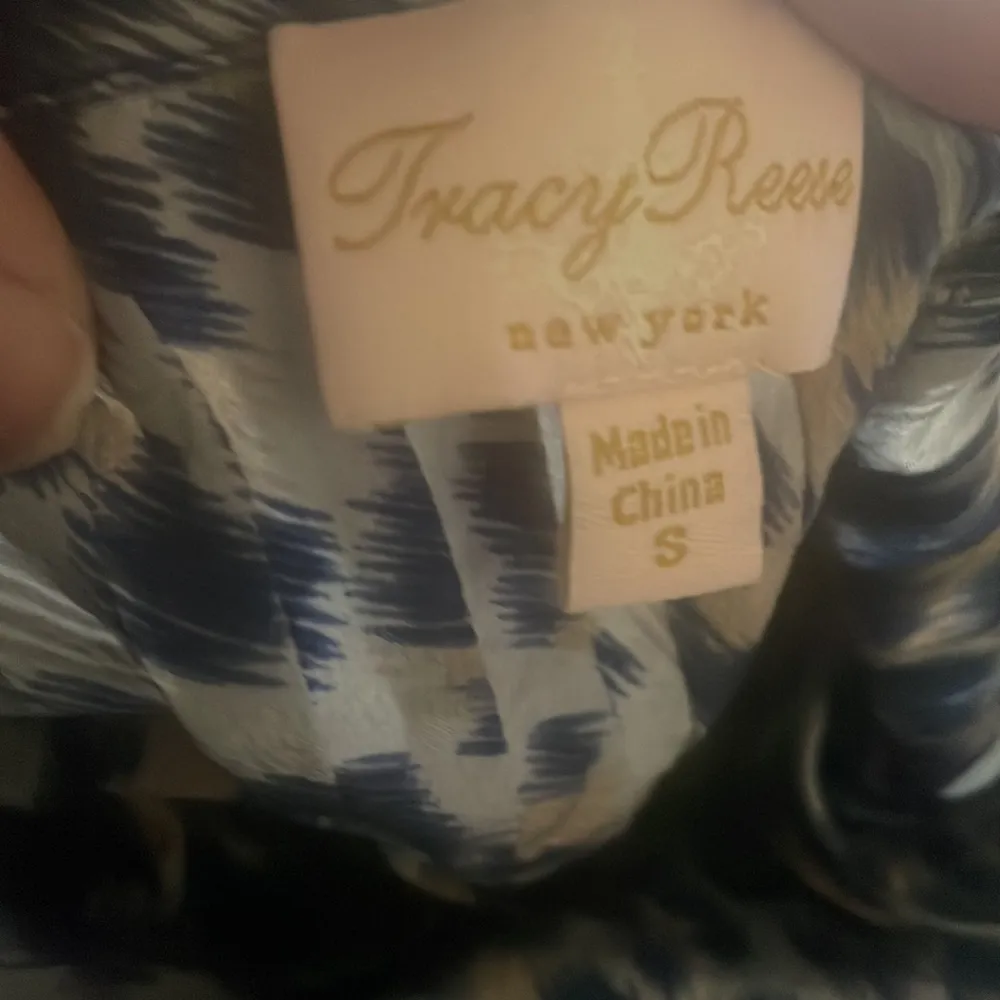 Tracy Reese
new york
Made in
China
S